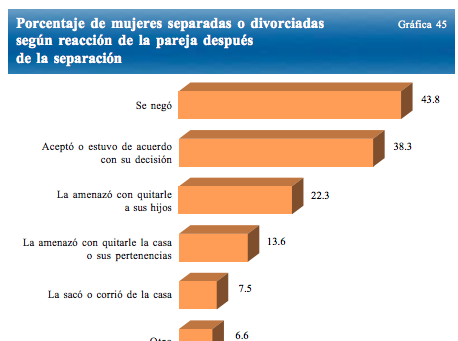 Porcentaje de mujeres separadas o divorciadas
según reacción de la pareja después
de la separación
Gráfica 45
Se negó
43.8
Aceptó o estuvo de acuerdo
con su decisión
38.3
La amenazó con quitarle
a sus hijos
22.3
La amenazó con quitarle la casa
o sus pertenencias
13.6
La sacó o corrió de la casa
7.5
Otra
6.6